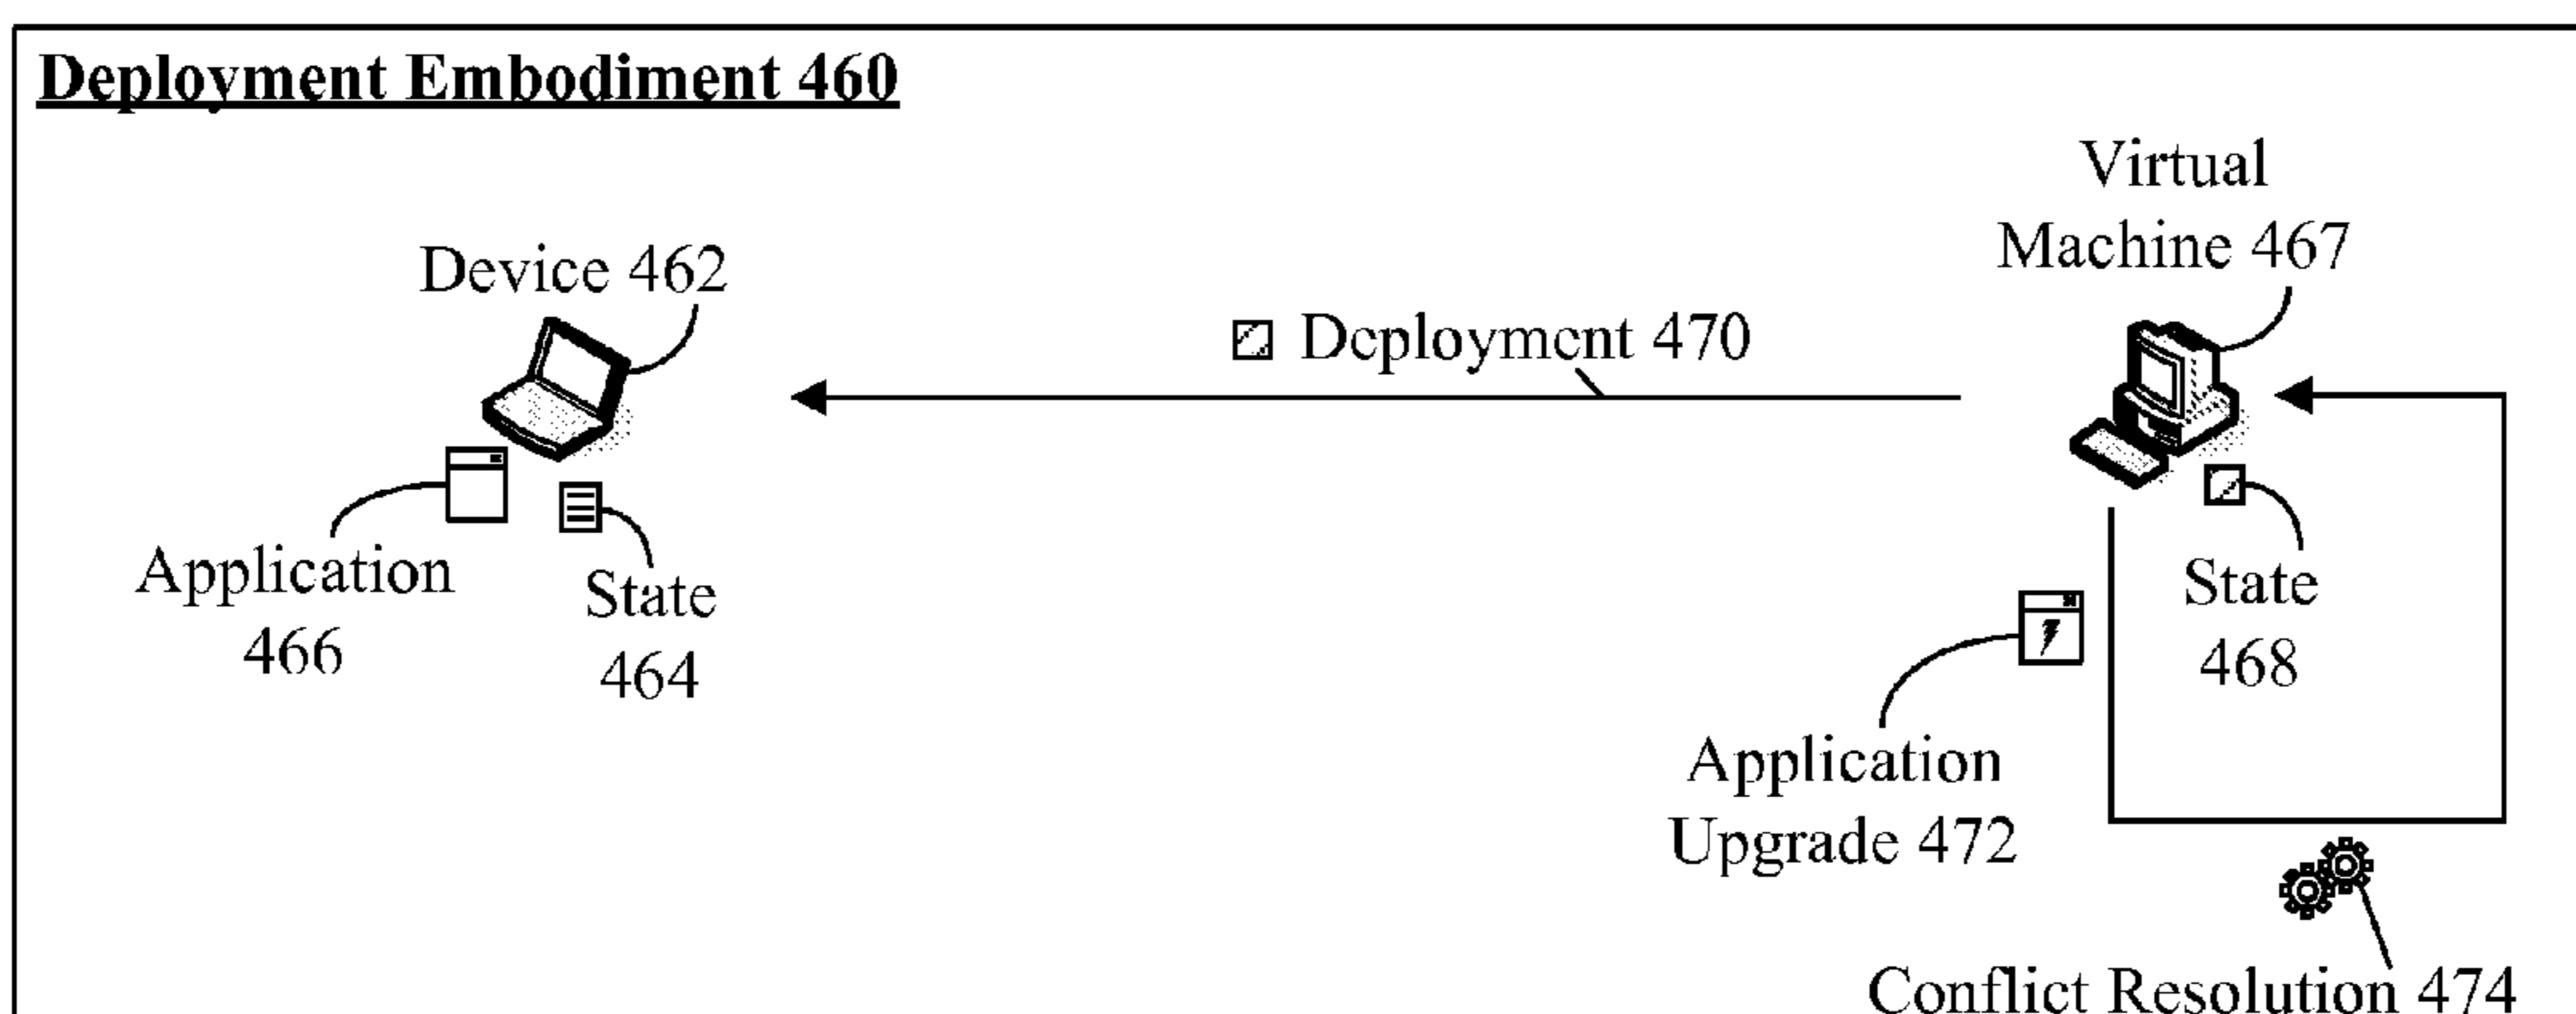 Deployment Embodiment 460
Virtual
Machine 467
Device 462
Deployment 470
Application
466
State
464
State
468
Application
Upgrade 472
Conflict Resolution 474